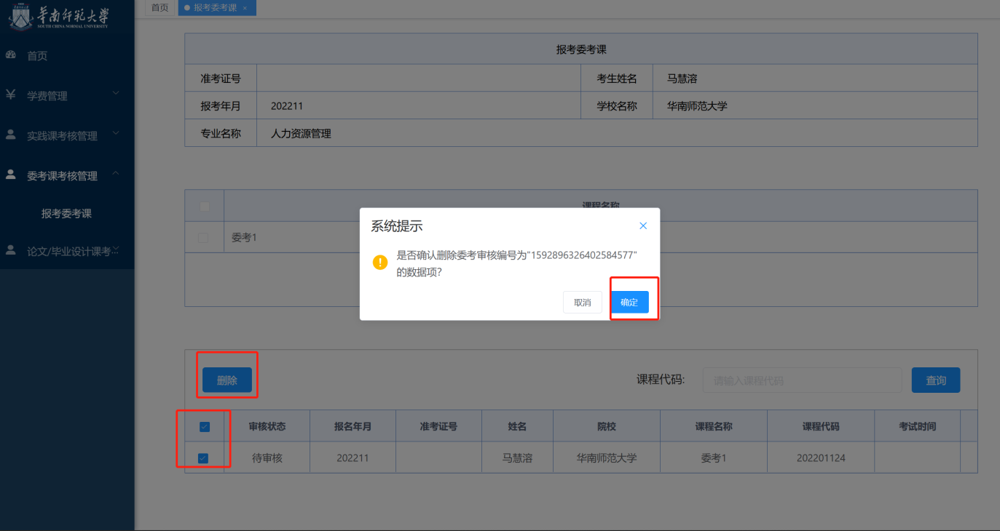 华南师范大学
SOUTH CHINA NORMAL UNIVERSITY
首页
报考委考课 ×
首页
¥ 学费管理
实践课考核管理
委考课考核管理
报考委考课
论文/毕业设计课考...
报考委考课
准考证号 考生姓名 马慧溶
报考年月 202211 学校名称 华南师范大学
专业名称 人力资源管理
课程名称
委考1
系统提示
是否确认删除委考审核编号为"1592896326402584577"
的数据项？
取消 确定
删除 课程代码: 请输入课程代码 查询
审核状态 报名年月 准考证号 姓名 院校 课程名称 课程代码 考试时间
待审核 202211 马慧溶 华南师范大学 委考1 202201124